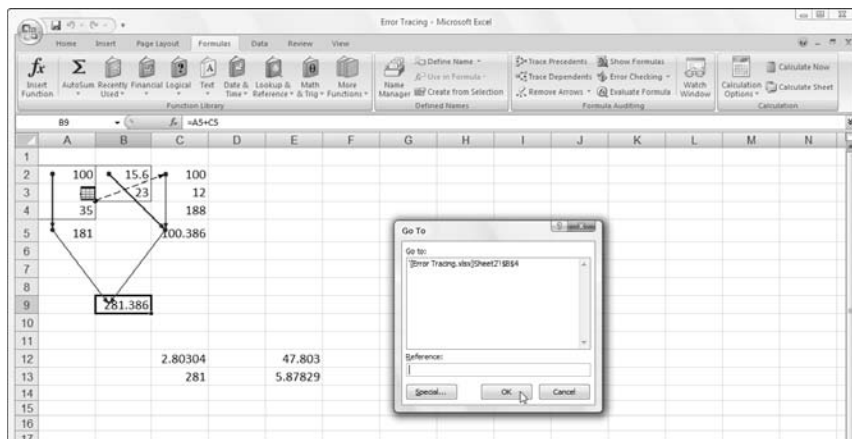 Error Tracing - Microsoft Excel
Home Insert Page Layout Formulas Data Review View
Insert Function AutoSum Recently Used Financial Logical Text Date & Time Lookup & Reference Math & Trig More Functions
Function Library
Name Manager Define Name Use in Formula Create from Selection
Defined Names
Trace Precedents Trace Dependents Remove Arrows Show Formulas Error Checking Evaluate Formula Watch Window
Formula Auditing
Calculation Options Calculate Now Calculate Sheet
Calculation
B9 fx =A5+C5
A B C D E F G H I J K L M N
1
2 100 15.6 100
3 23 12
4 35 188
5 181 100.386
6
7
8
9 281.386
10
11
12 2.80304 47.803
13 281 5.87829
14
15
16
17
Go To
Go to:
'[Error Tracing.xlsx]Sheet2'!$B$4
Reference:
Special... OK Cancel